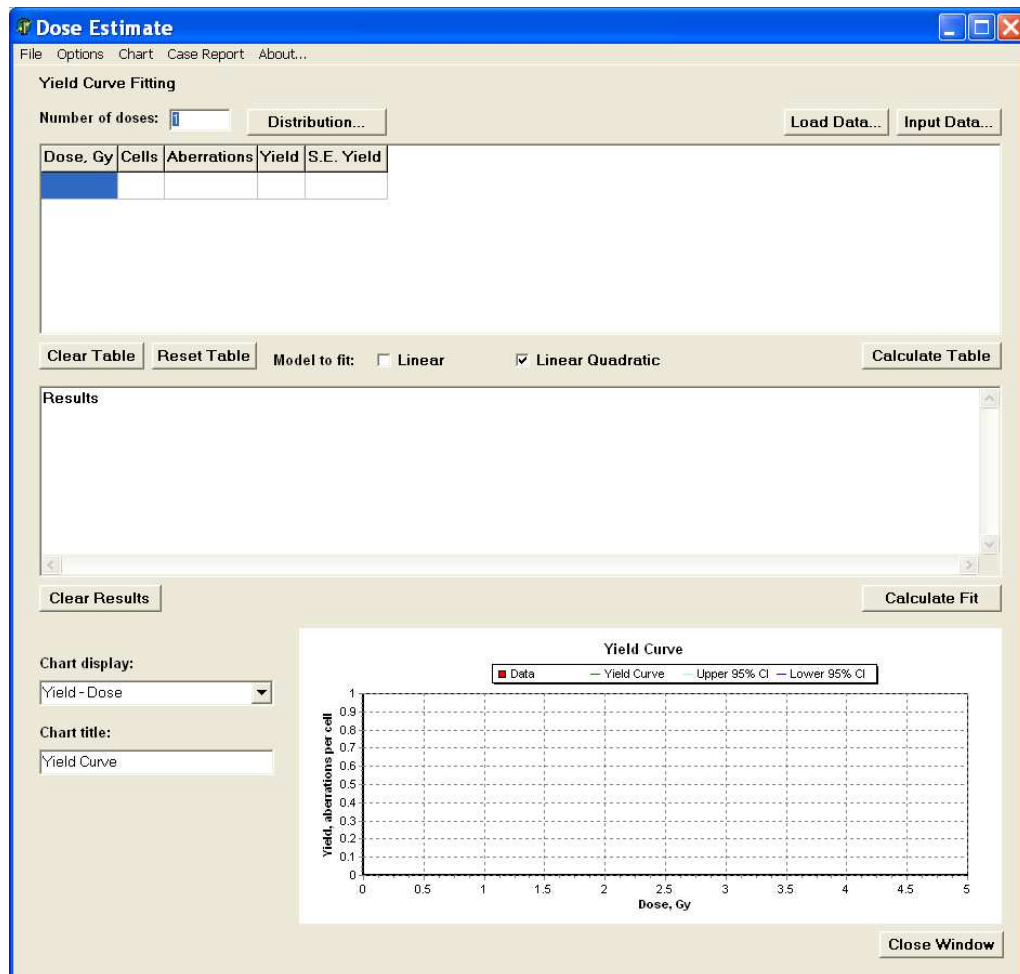 Dose Estimate
File Options Chart Case Report About...
Yield Curve Fitting
Number of doses: 1 Distribution... Load Data... Input Data...
Dose, Gy Cells Aberrations Yield S.E. Yield
Clear Table Reset Table Model to fit: Linear Linear Quadratic Calculate Table
Results
Clear Results Calculate Fit
Chart display:
Yield - Dose
Chart title:
Yield Curve
Yield Curve
Data Yield Curve Upper 95% CI Lower 95% CI
Yield, aberrations per cell
1
0.9
0.8
0.7
0.6
0.5
0.4
0.3
0.2
0.1
0
0 0.5 1 1.5 2 2.5 3 3.5 4 4.5 5
Dose, Gy
Close Window